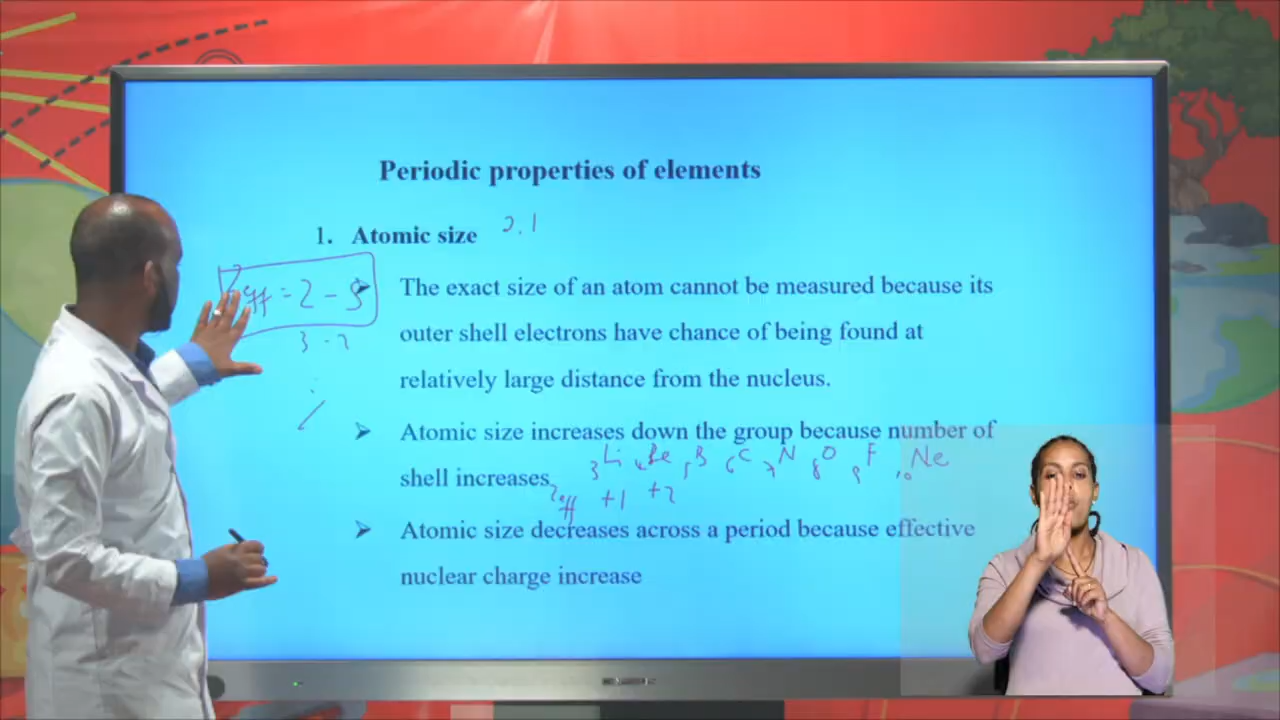 Periodic properties of elements
1. Atomic size 2.1
Zeff = Z - S
3 - 2
➢ The exact size of an atom cannot be measured because its
outer shell electrons have chance of being found at
relatively large distance from the nucleus.
➢ Atomic size increases down the group because number of
shell increases
3Li 4Be 5B 6C 7N 8O 9F 10Ne
Zeff +1 +2
➢ Atomic size decreases across a period because effective
nuclear charge increase